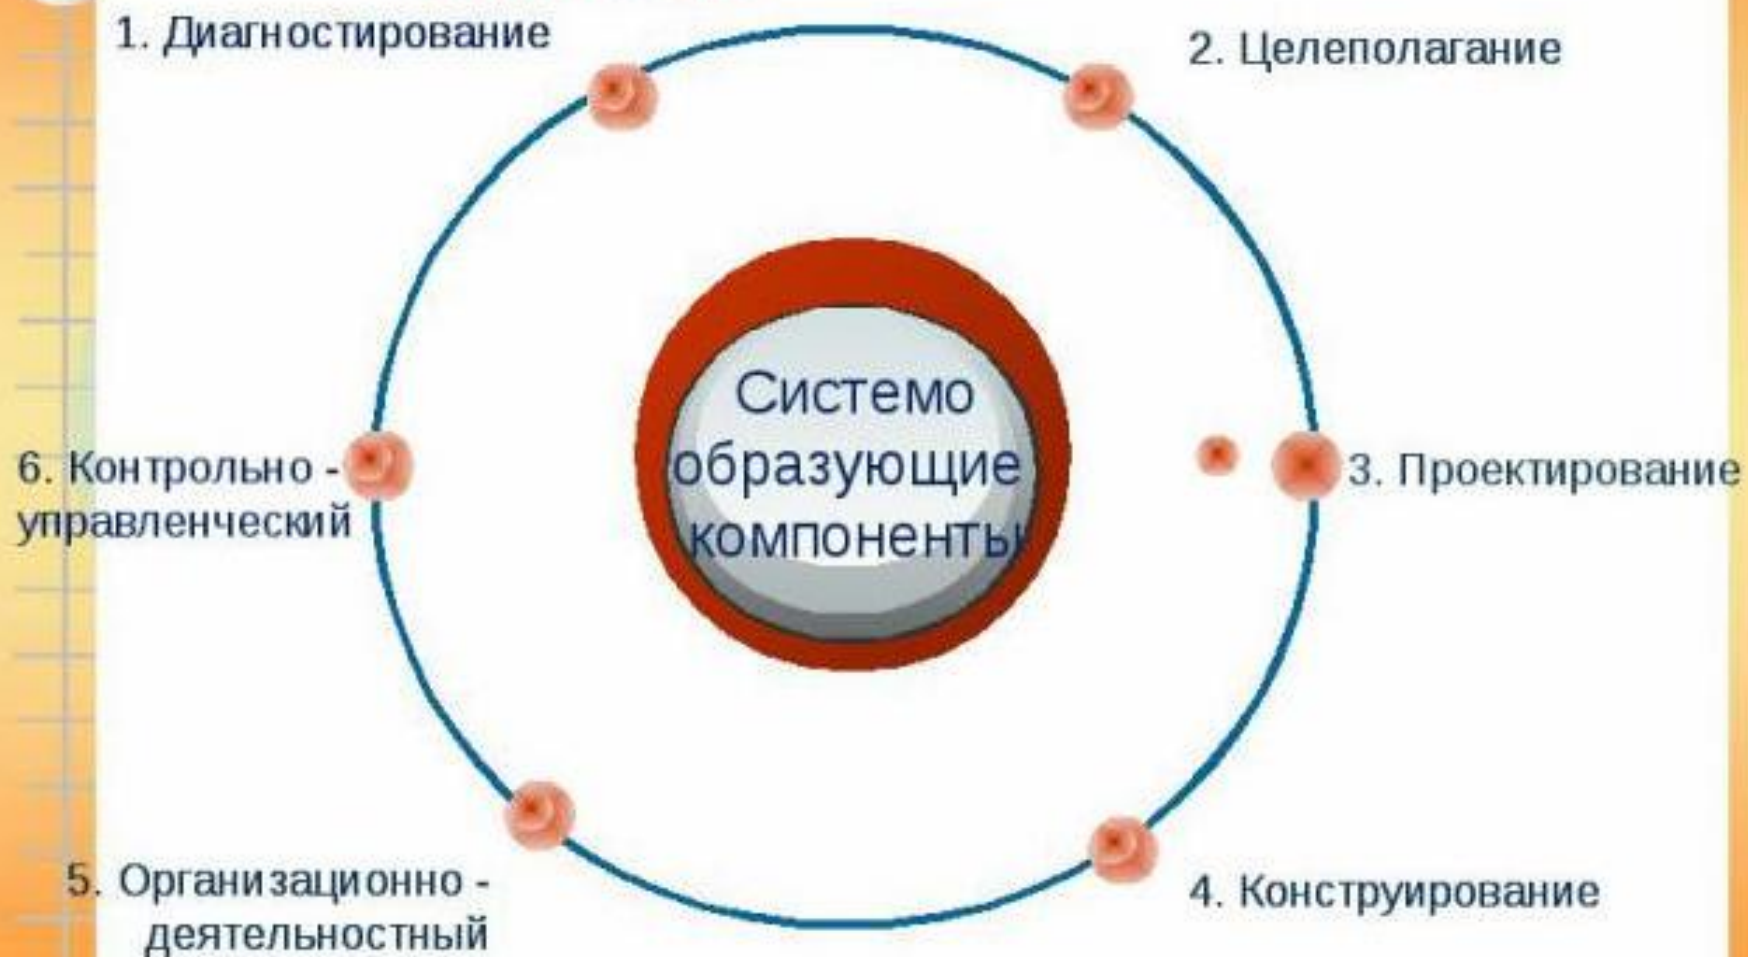 1. Диагностирование
2. Целеполагание
Системо
образующие
компоненты
3. Проектирование
4. Конструирование
5. Организационно -
деятельностный
6. Контрольно -
управленческий